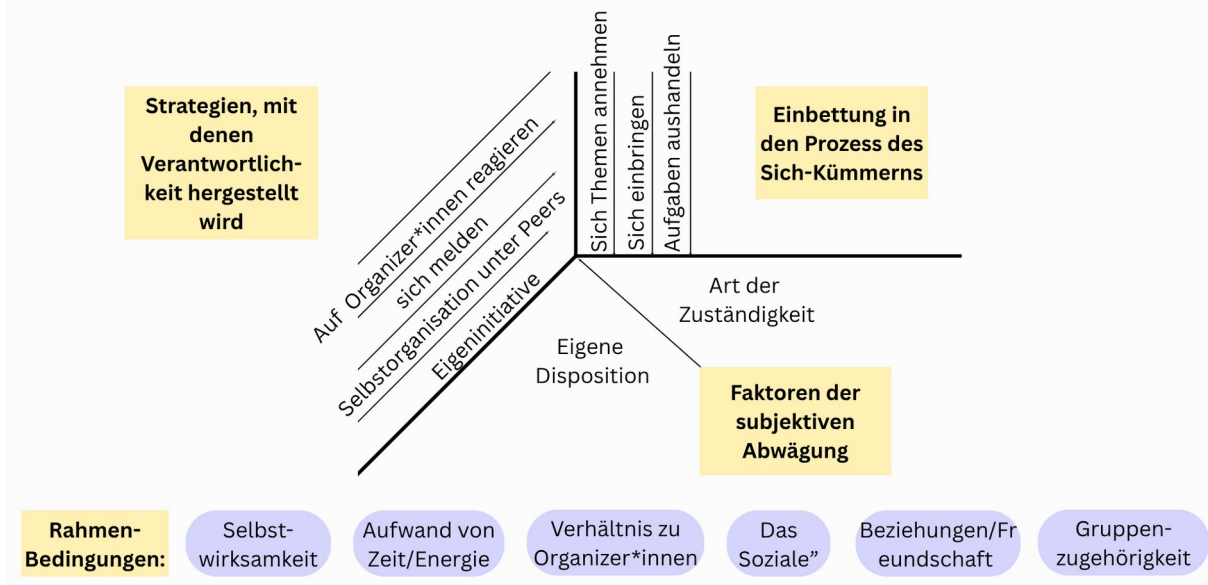 Strategien, mit
denen
Verantwortlich-
keit hergestellt
wird
Auf Organizer*innen reagieren
sich melden
Selbstorganisation unter Peers
Eigeninitiative
Sich Themen annehmen
Sich einbringen
Aufgaben aushandeln
Einbettung in
den Prozess des
Sich-Kümmerns
Art der
Zuständigkeit
Eigene
Disposition
Faktoren der
subjektiven
Abwägung
Rahmen-
Bedingungen:
Selbst-
wirksamkeit
Aufwand von
Zeit/Energie
Verhältnis zu
Organizer*innen
Das
Soziale”
Beziehungen/Fr
eundschaft
Gruppen-
zugehörigkeit